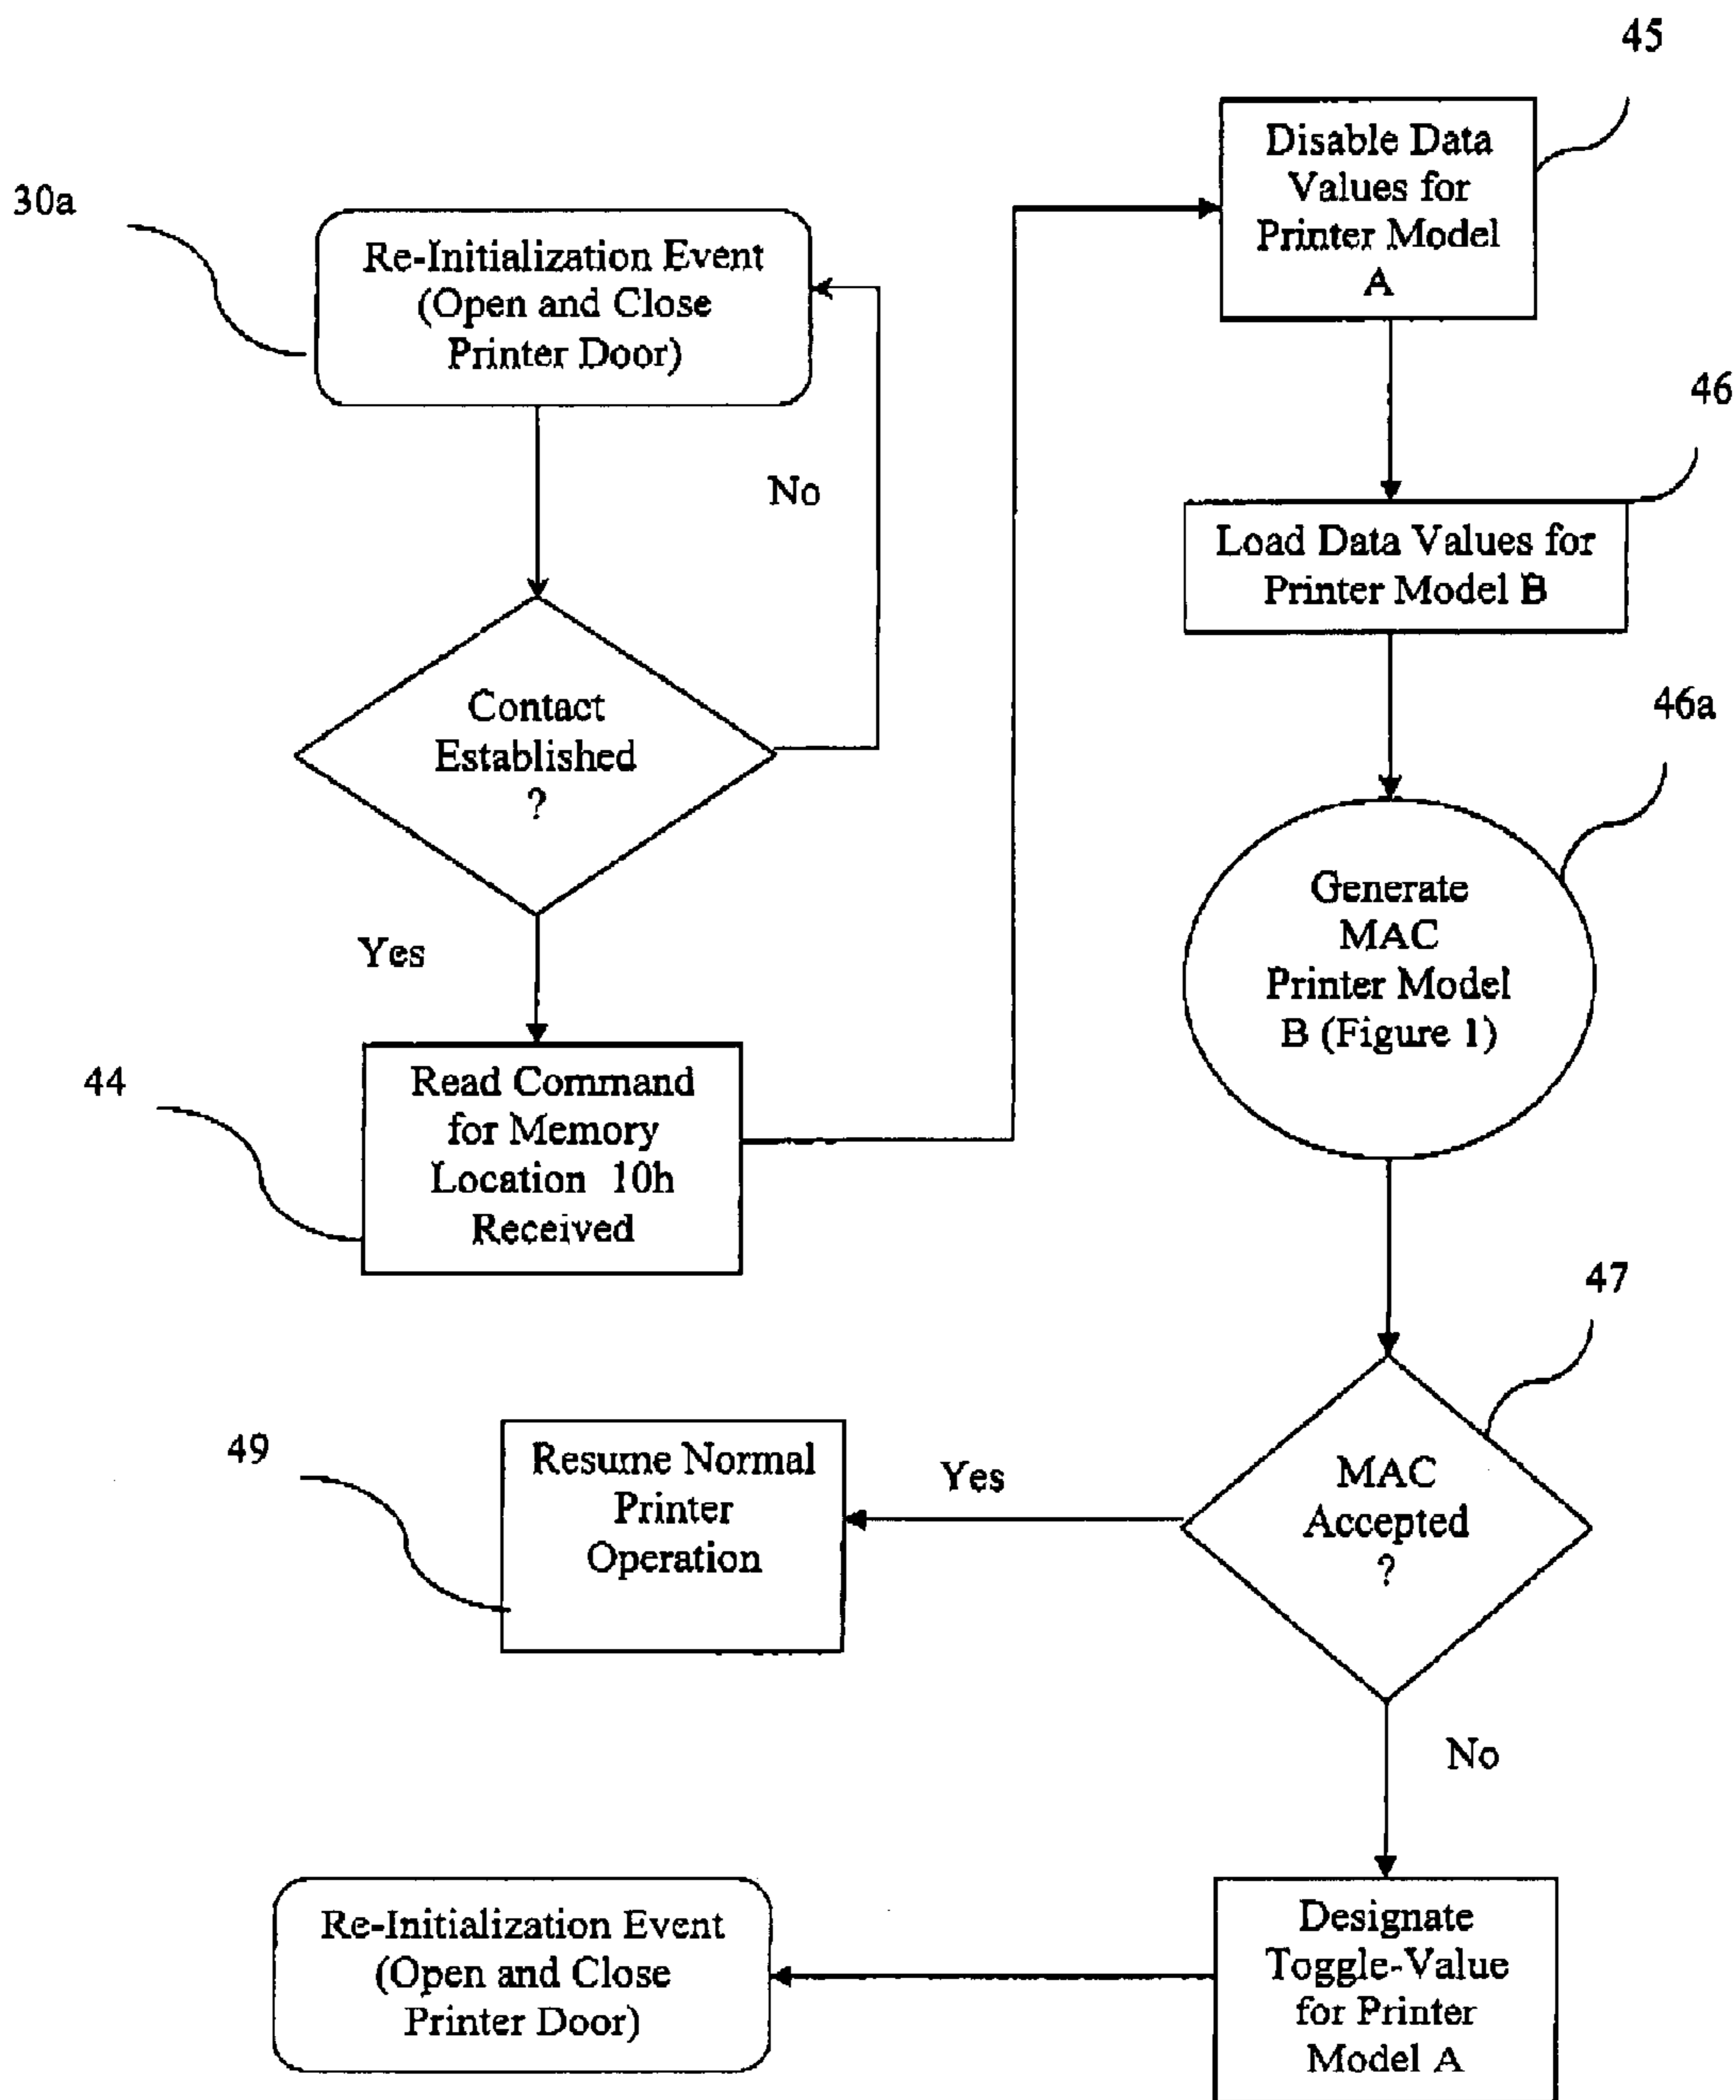 30a
Re-Initialization Event
(Open and Close
Printer Door)
No
Contact
Established
?
Yes
44
Read Command
for Memory
Location 10h
Received
45
Disable Data
Values for
Printer Model
A
46
Load Data Values for
Printer Model B
46a
Generate
MAC
Printer Model
B (Figure 1)
47
MAC
Accepted
?
Yes
49
Resume Normal
Printer
Operation
No
Designate
Toggle-Value
for Printer
Model A
Re-Initialization Event
(Open and Close
Printer Door)